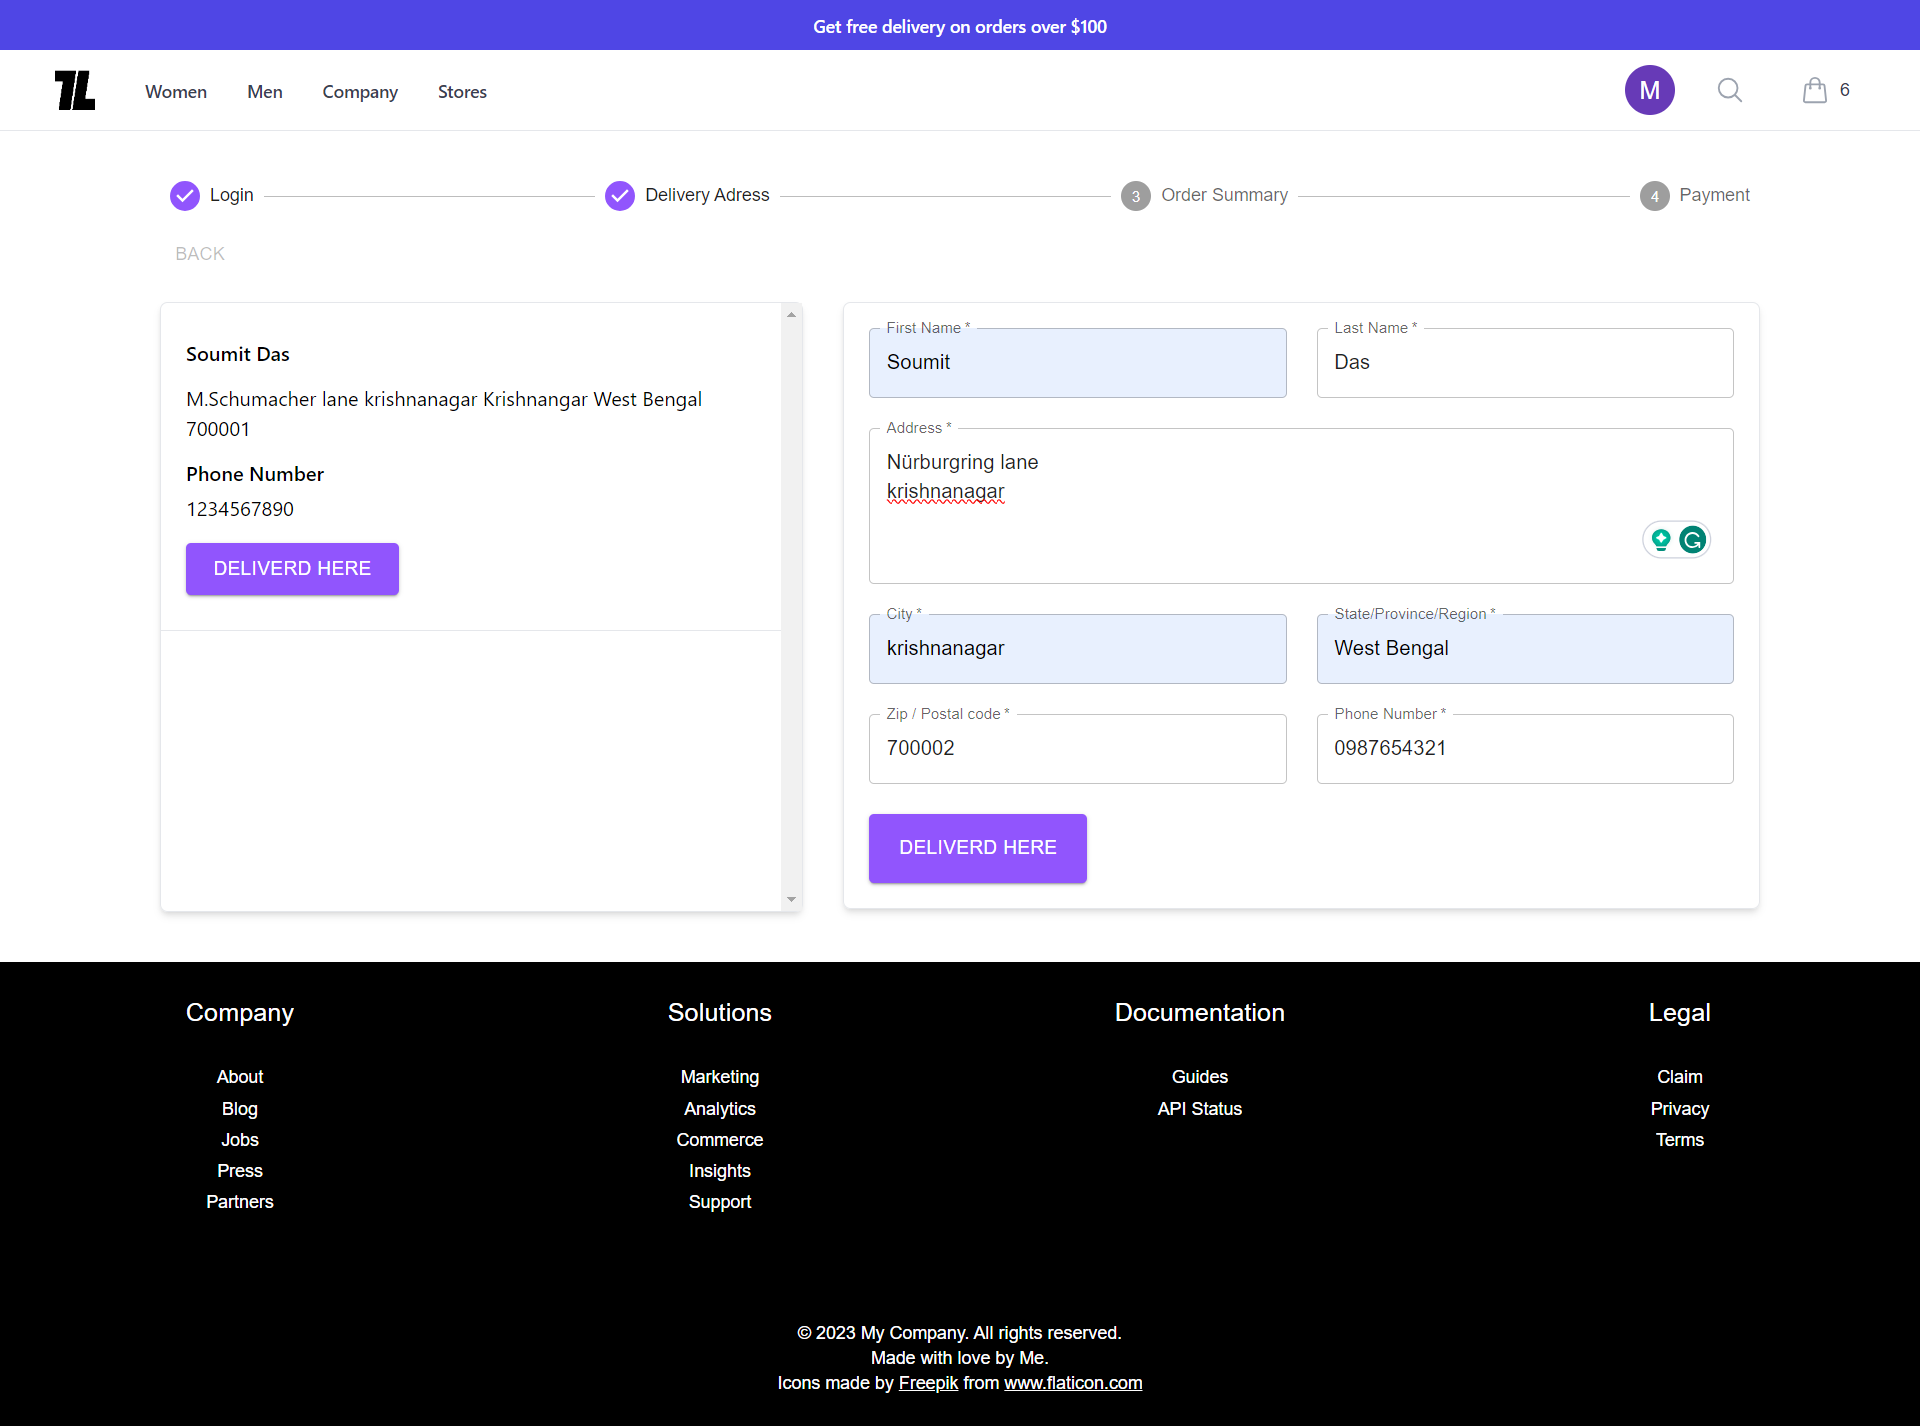 Get free delivery on orders over $100
Women Men Company Stores M 6
Login Delivery Adress 3 Order Summary 4 Payment
BACK
Soumit Das
M.Schumacher lane krishnanagar Krishnangar West Bengal
700001
Phone Number
1234567890
DELIVERD HERE
First Name * Last Name *
Soumit Das
Address *
Nürburgring lane
krishnanagar
City * State/Province/Region *
krishnanagar West Bengal
Zip / Postal code * Phone Number *
700002 0987654321
DELIVERD HERE
Company
About
Blog
Jobs
Press
Partners
Solutions
Marketing
Analytics
Commerce
Insights
Support
Documentation
Guides
API Status
Legal
Claim
Privacy
Terms
© 2023 My Company. All rights reserved.
Made with love by Me.
Icons made by Freepik from www.flaticon.com